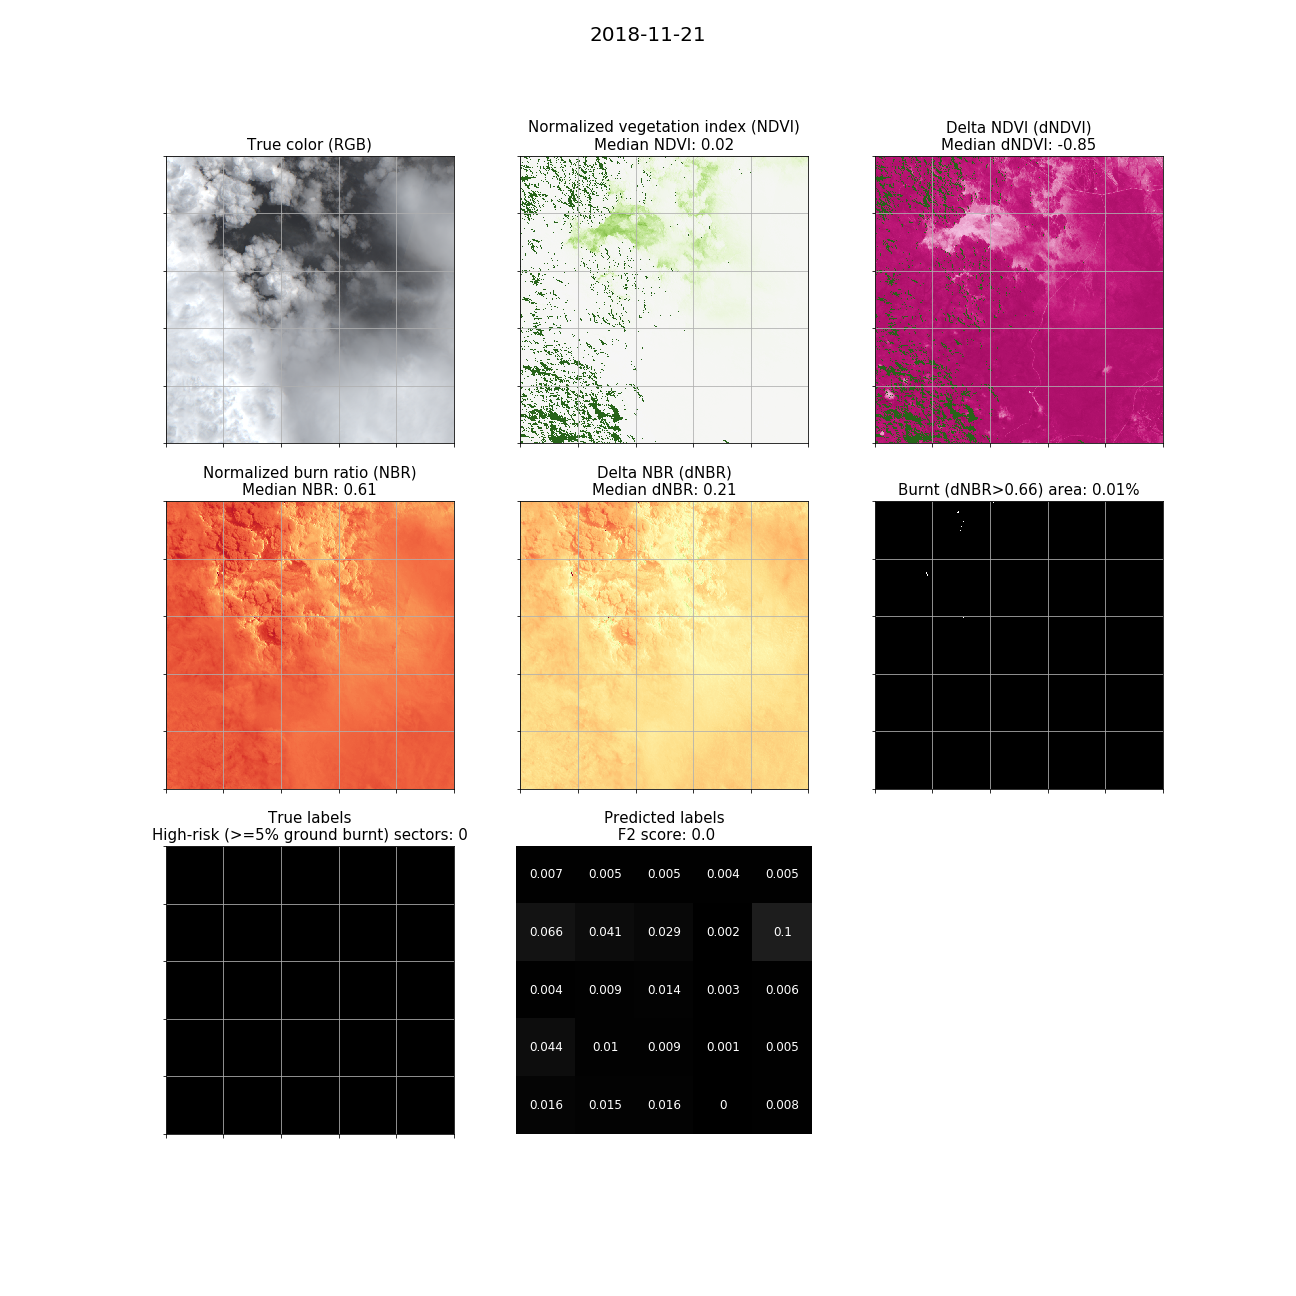 2018-11-21
True color (RGB)
Normalized vegetation index (NDVI)
Median NDVI: 0.02
Delta NDVI (dNDVI)
Median dNDVI: -0.85
Normalized burn ratio (NBR)
Median NBR: 0.61
Delta NBR (dNBR)
Median dNBR: 0.21
Burnt (dNBR>0.66) area: 0.01%
True labels
High-risk (>=5% ground burnt) sectors: 0
Predicted labels
F2 score: 0.0
0.007 0.005 0.005 0.004 0.005
0.066 0.041 0.029 0.002 0.1
0.004 0.009 0.014 0.003 0.006
0.044 0.01 0.009 0.001 0.005
0.016 0.015 0.016 0 0.008